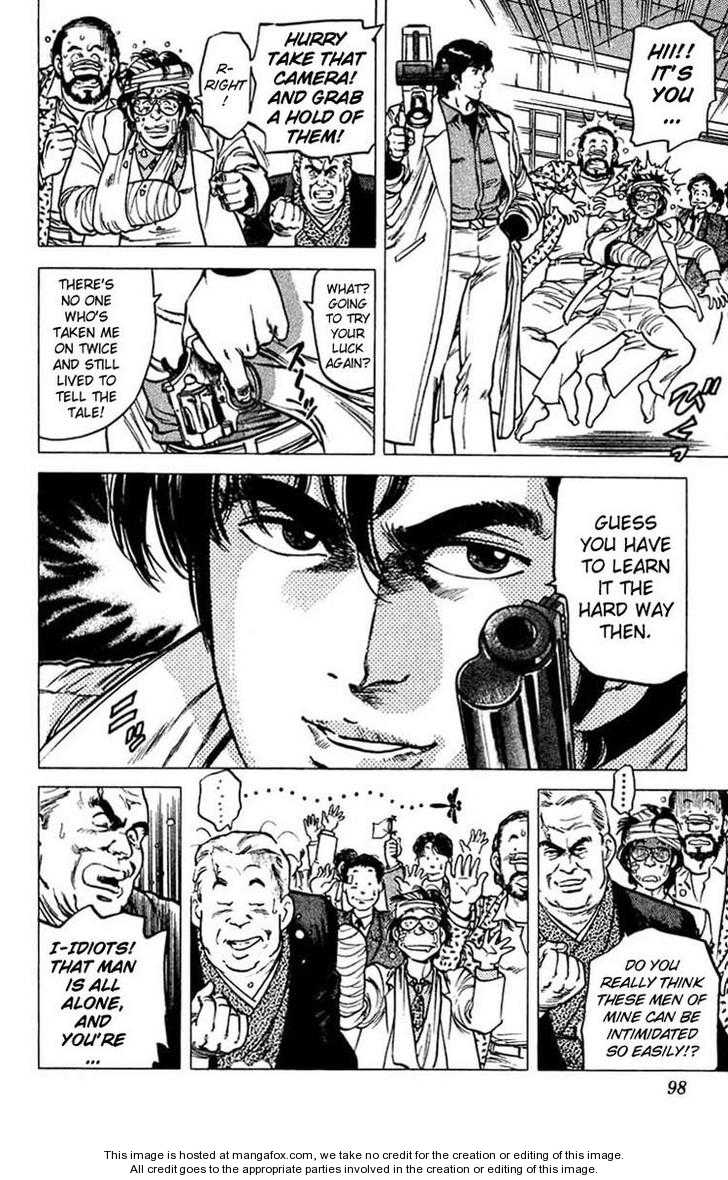 HII!!
IT'S
YOU
...
HURRY
TAKE THAT
CAMERA!
AND GRAB
A HOLD OF
THEM!
R-
RIGHT
!
びくっ
WHAT?
GOING
TO TRY
YOUR
LUCK
AGAIN?
THERE'S
NO ONE
WHO'S
TAKEN ME
ON TWICE
AND STILL
LIVED TO
TELL THE
TALE!
GUESS
YOU HAVE
TO LEARN
IT THE
HARD WAY
THEN.
ニッ
DO YOU
REALLY THINK
THESE MEN OF
MINE CAN BE
INTIMIDATED
SO EASILY!?
I-IDIOTS!
THAT MAN
IS ALL
ALONE,
AND
YOU'RE
...
98
This image is hosted at mangafox.com, we take no credit for the creation or editing of this image.
All credit goes to the appropriate parties involved in the creation or editing of this image.